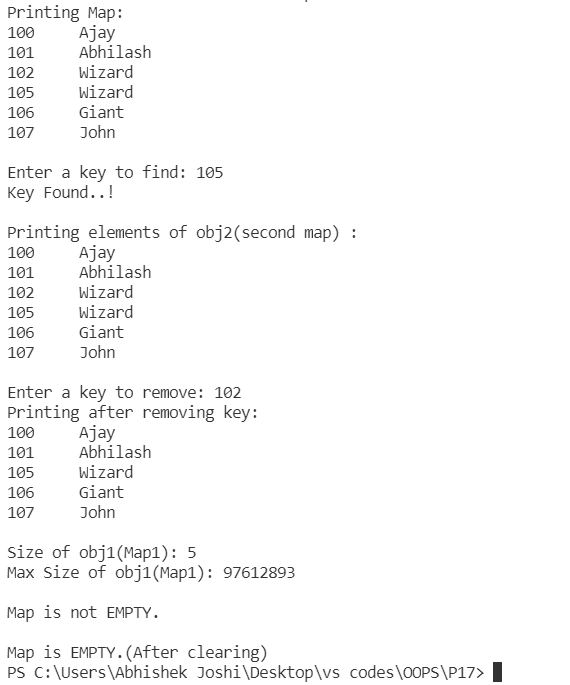 Printing Map:
100 Ajay
101 Abhilash
102 Wizard
105 Wizard
106 Giant
107 John
Enter a key to find: 105
Key Found..!
Printing elements of obj2(second map) :
100 Ajay
101 Abhilash
102 Wizard
105 Wizard
106 Giant
107 John
Enter a key to remove: 102
Printing after removing key:
100 Ajay
101 Abhilash
105 Wizard
106 Giant
107 John
Size of obj1(Map1): 5
Max Size of obj1(Map1): 97612893
Map is not EMPTY.
Map is EMPTY.(After clearing)
PS C:\Users\Abhishek Joshi\Desktop\vs codes\OOPS\P17>